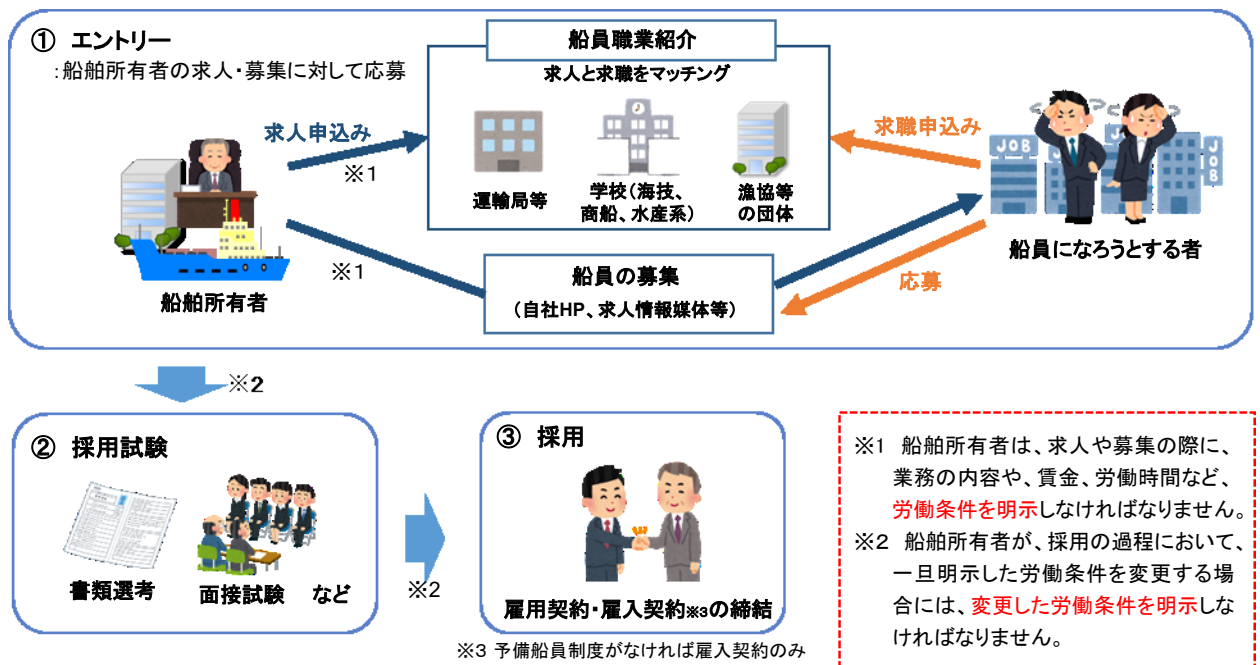 ① エントリー
:船舶所有者の求人・募集に対して応募
船員職業紹介
求人と求職をマッチング
求人申込み
※1
運輸局等
学校(海技、
商船、水産系)
漁協等
の団体
求職申込み
JOB
JOB
船員になろうとする者
船舶所有者
※1
船員の募集
(自社HP、求人情報媒体等)
応募
※2
② 採用試験
書類選考
面接試験 など
※2
③ 採用
雇用契約・雇入契約※3の締結
※3 予備船員制度がなければ雇入契約のみ
※1 船舶所有者は、求人や募集の際に、
業務の内容や、賃金、労働時間など、
労働条件を明示しなければなりません。
※2 船舶所有者が、採用の過程において、
一旦明示した労働条件を変更する場
合には、変更した労働条件を明示しな
ければなりません。